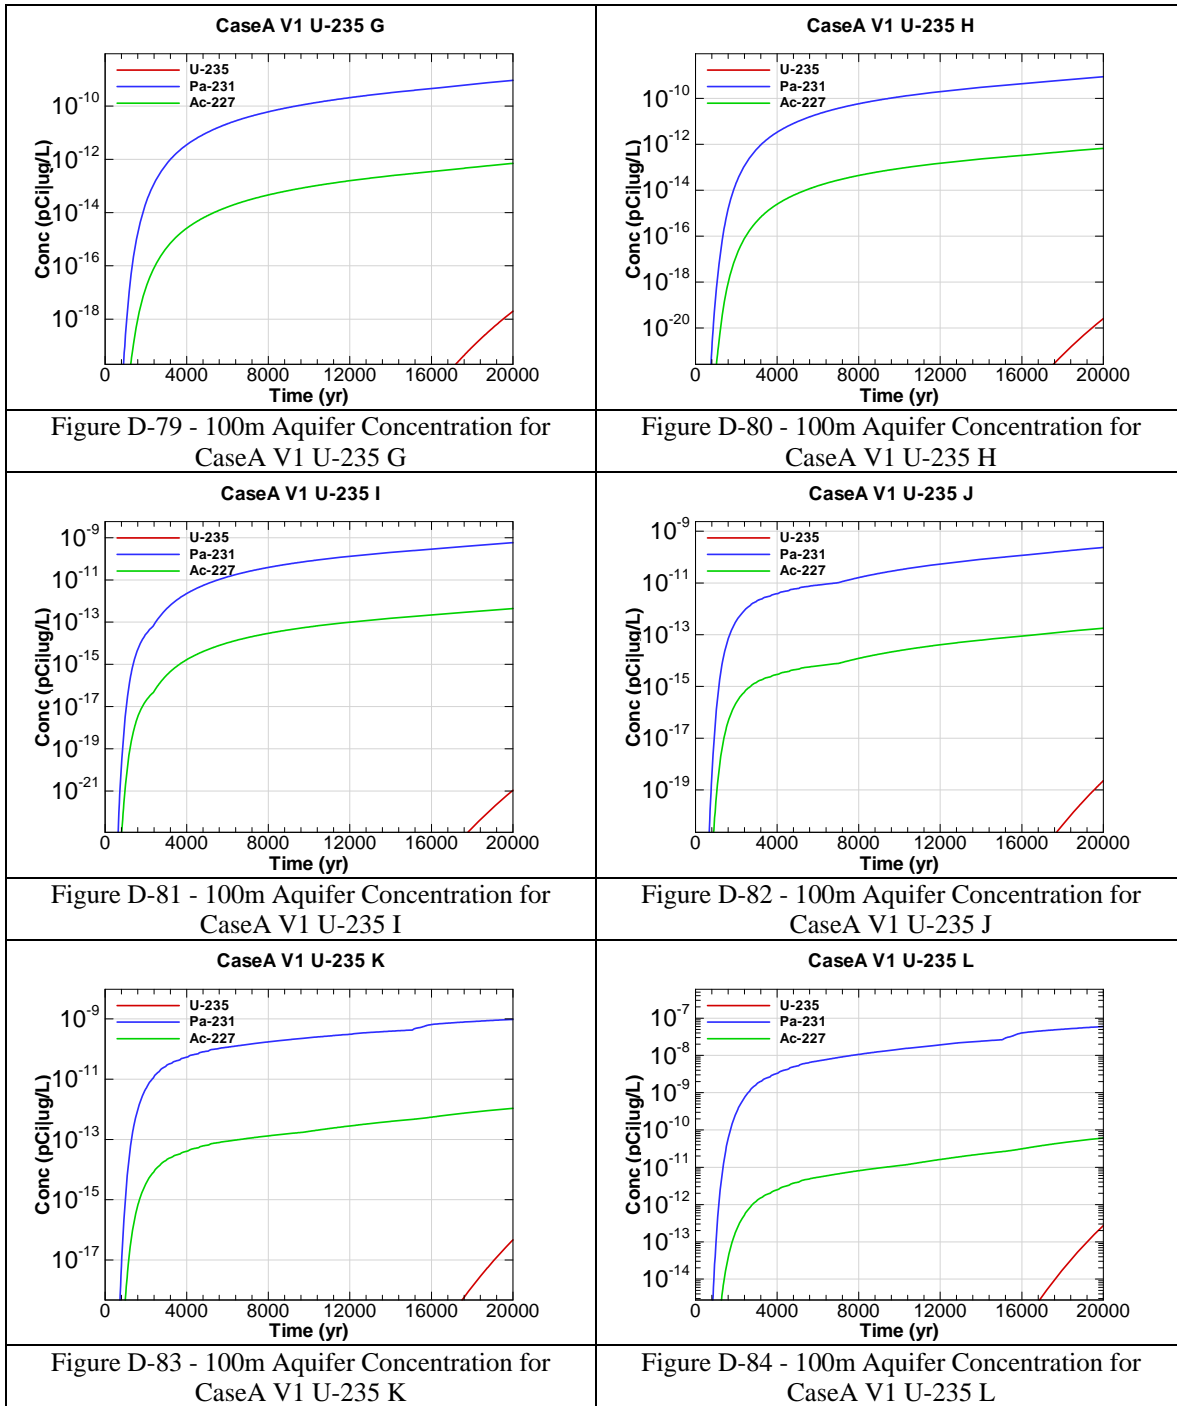 CaseA V1 U-235 G
U-235
Pa-231
Ac-227
10^-10
10^-12
10^-14
10^-16
10^-18
Conc (pCi|ug/L)
0 4000 8000 12000 16000 20000
Time (yr)
Figure D-79 - 100m Aquifer Concentration for
CaseA V1 U-235 G
CaseA V1 U-235 H
U-235
Pa-231
Ac-227
10^-10
10^-12
10^-14
10^-16
10^-18
10^-20
Conc (pCi|ug/L)
0 4000 8000 12000 16000 20000
Time (yr)
Figure D-80 - 100m Aquifer Concentration for
CaseA V1 U-235 H
CaseA V1 U-235 I
U-235
Pa-231
Ac-227
10^-9
10^-11
10^-13
10^-15
10^-17
10^-19
10^-21
Conc (pCi|ug/L)
0 4000 8000 12000 16000 20000
Time (yr)
Figure D-81 - 100m Aquifer Concentration for
CaseA V1 U-235 I
CaseA V1 U-235 J
U-235
Pa-231
Ac-227
10^-9
10^-11
10^-13
10^-15
10^-17
10^-19
Conc (pCi|ug/L)
0 4000 8000 12000 16000 20000
Time (yr)
Figure D-82 - 100m Aquifer Concentration for
CaseA V1 U-235 J
CaseA V1 U-235 K
U-235
Pa-231
Ac-227
10^-9
10^-11
10^-13
10^-15
10^-17
Conc (pCi|ug/L)
0 4000 8000 12000 16000 20000
Time (yr)
Figure D-83 - 100m Aquifer Concentration for
CaseA V1 U-235 K
CaseA V1 U-235 L
U-235
Pa-231
Ac-227
10^-7
10^-8
10^-9
10^-10
10^-11
10^-12
10^-13
10^-14
Conc (pCi|ug/L)
0 4000 8000 12000 16000 20000
Time (yr)
Figure D-84 - 100m Aquifer Concentration for
CaseA V1 U-235 L